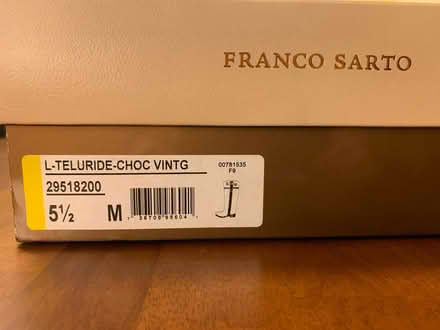 FRANCO SARTO
L-TELURIDE-CHOC VINTG
00781535
F9
29518200
5½ M